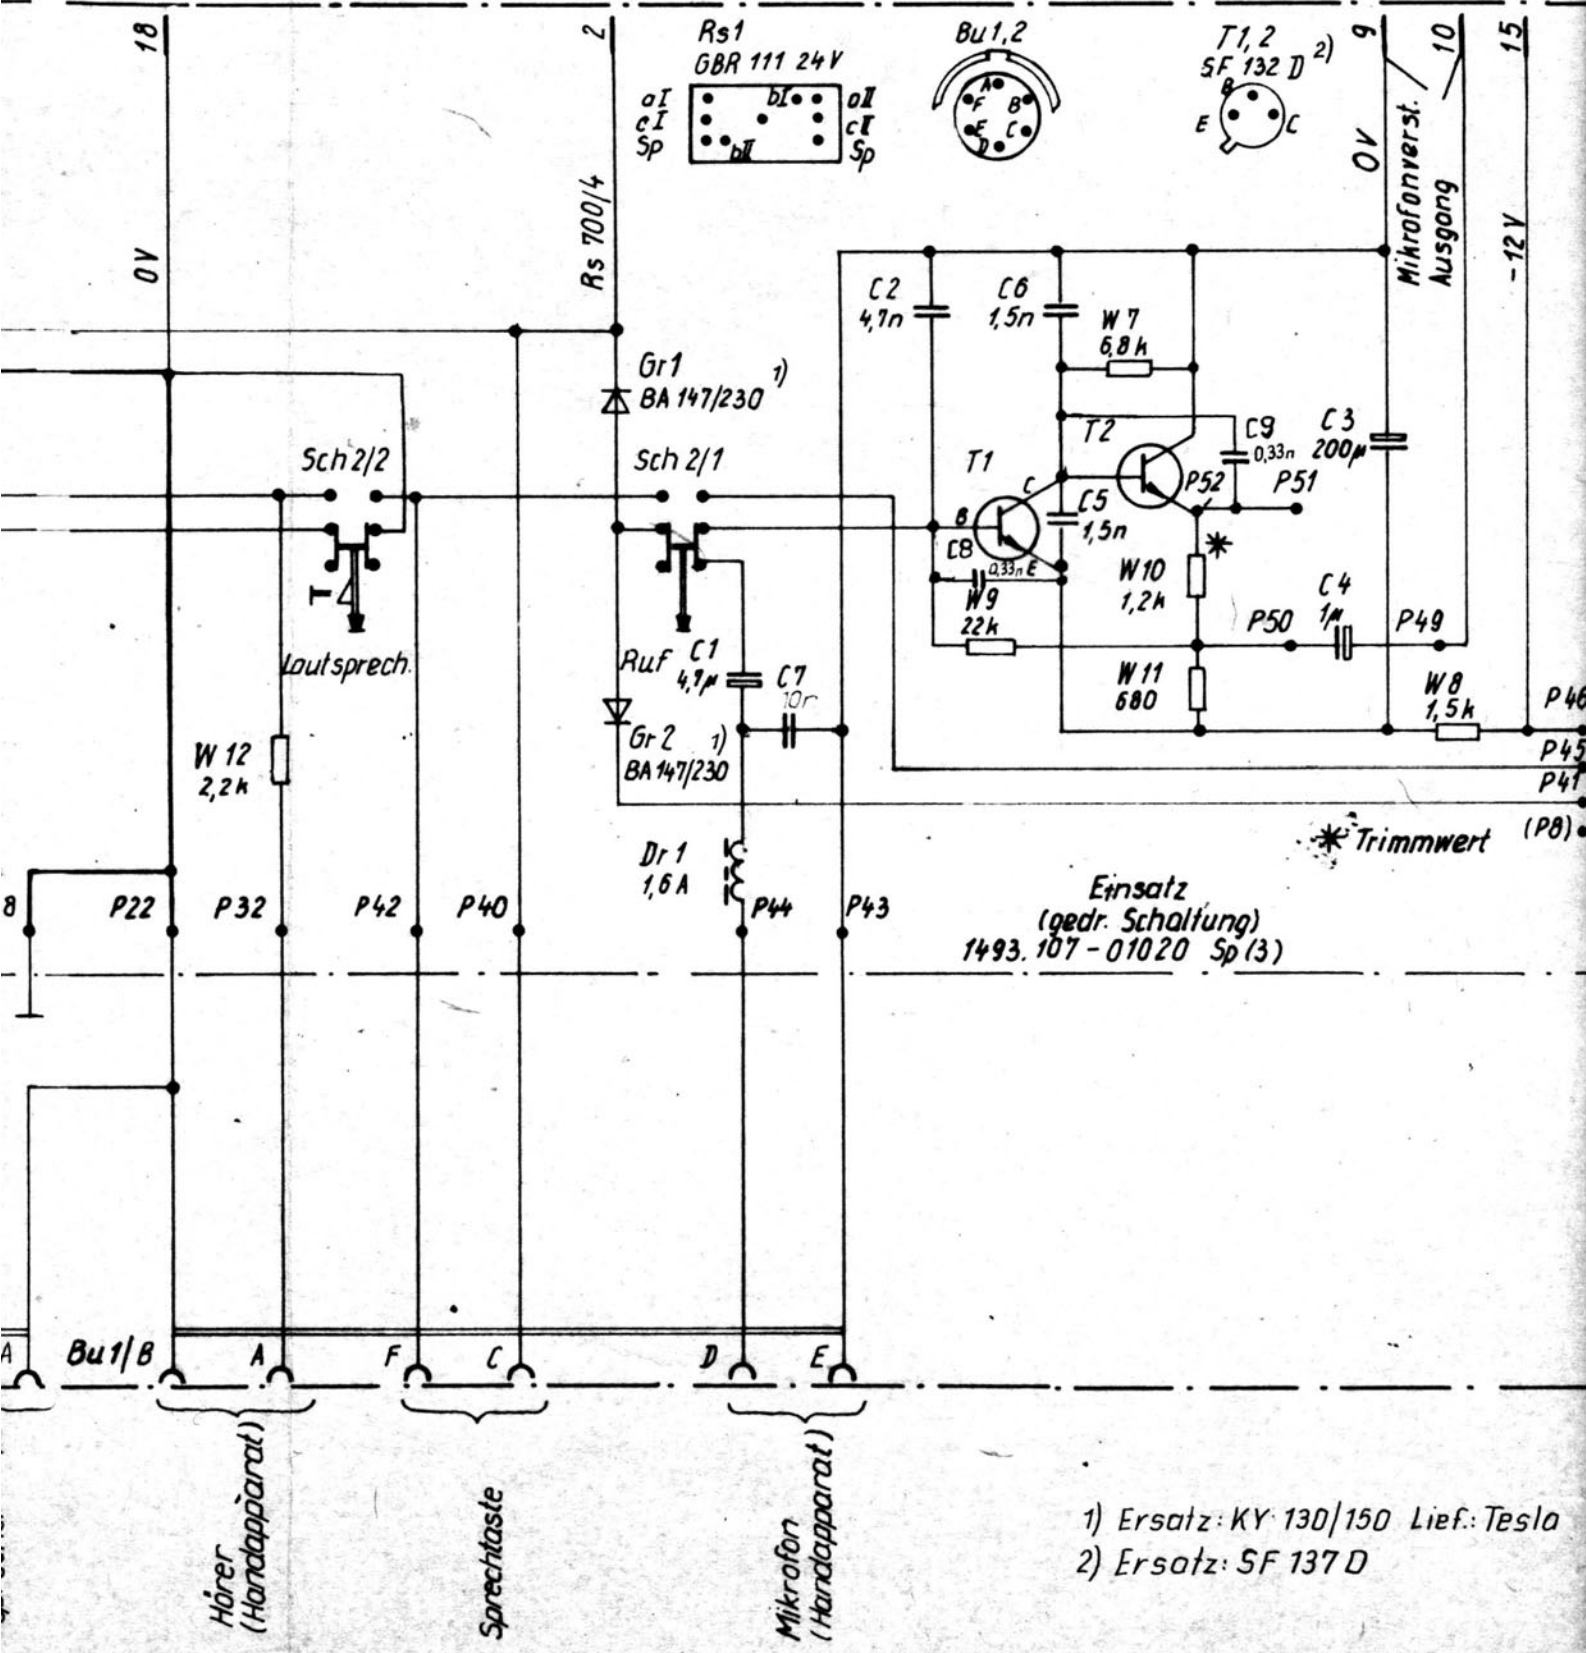 18
0V
2
Rs 700/4
Rs1
GBR 111 24V
aI
cI
Sp
bI
bII
aII
cII
Sp
Bu1,2
A
B
C
D
E
F
T1,2
SF 132 D 2)
B
E
C
9
0V
10
Mikrofonverst.
Ausgang
15
-12V
C2
4,7n
C6
1,5n
W7
6,8k
Gr1
BA 147/230 1)
Sch 2/2
Sch 2/1
T1
T2
C9
0,33n
C3
200µ
P52
P51
B
C
E
C5
1,5n
C8
0,33n
W9
22k
W10
1,2k
C4
1µ
P50
P49
T
Lautsprech.
Ruf
C1
4,7µ
C7
W11
680
W8
1,5k
P46
P45
P41
(P8)
Gr2 1)
BA 147/230
W 12
2,2k
* Trimmwert
Dr 1
1,6A
8
P22
P32
P42
P40
P44
P43
Einsatz
(gedr. Schaltung)
1493.107-01020 Sp(3)
A
Bu1/B
A
F
C
D
E
Hörer
(Handapparat)
Sprechtaste
Mikrofon
(Handapparat)
1) Ersatz: KY 130/150 Lief.: Tesla
2) Ersatz: SF 137D